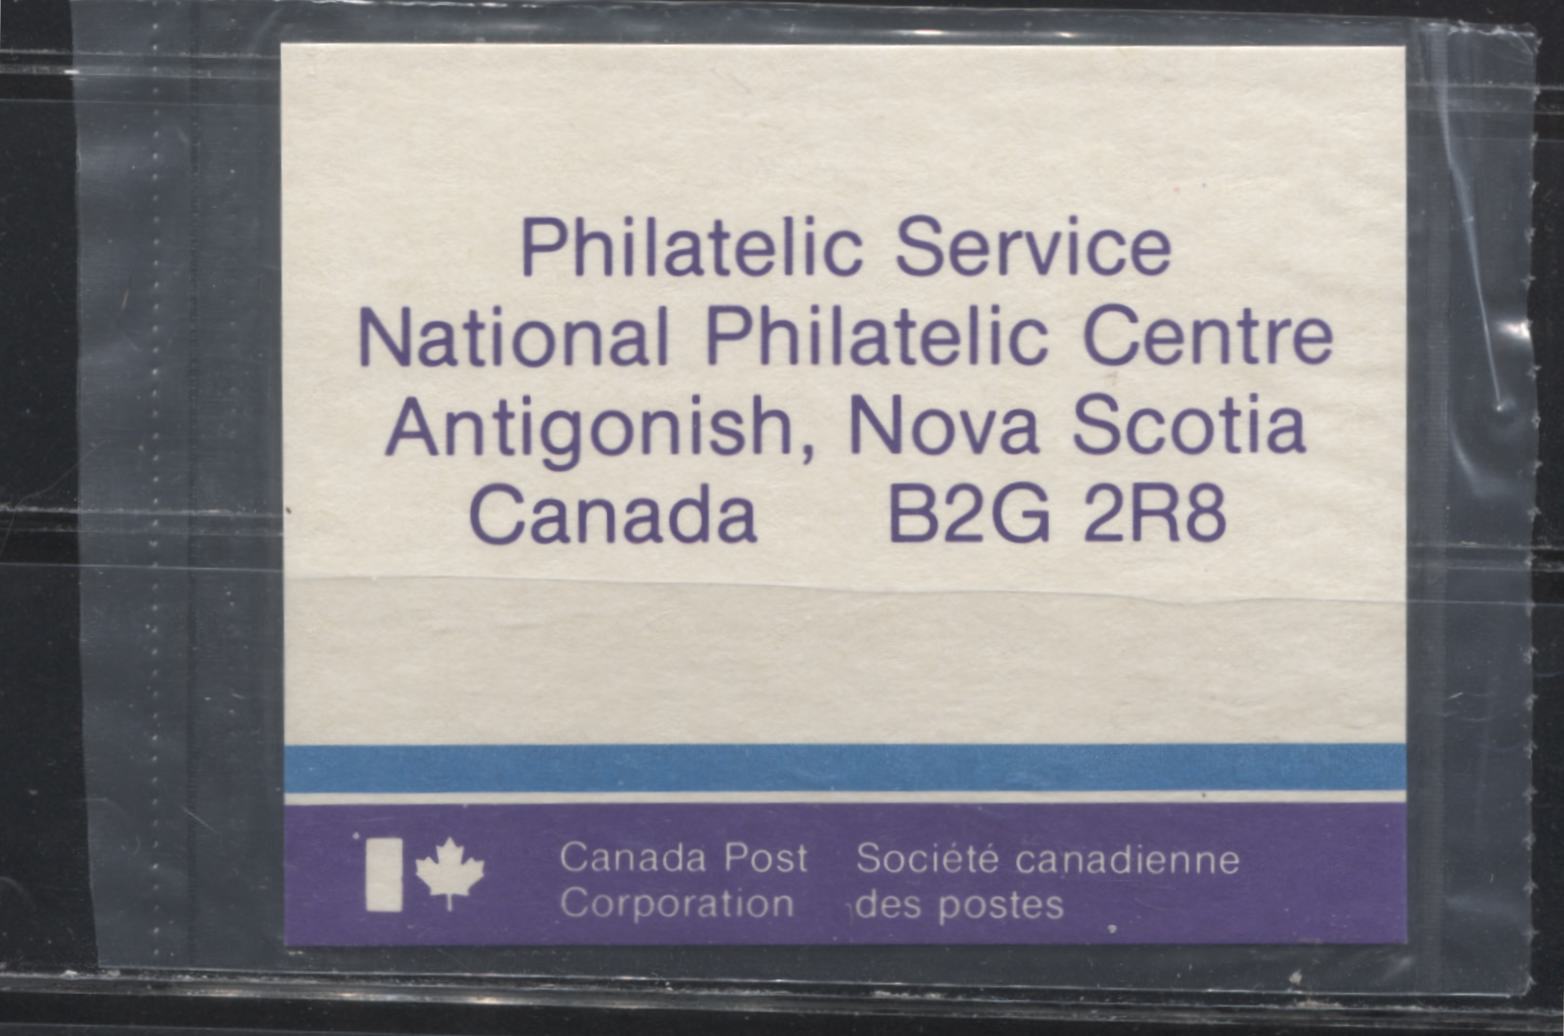 Philatelic Service
National Philatelic Centre
Antigonish, Nova Scotia
Canada B2G 2R8
Canada Post
Corporation
Société canadienne
des postes